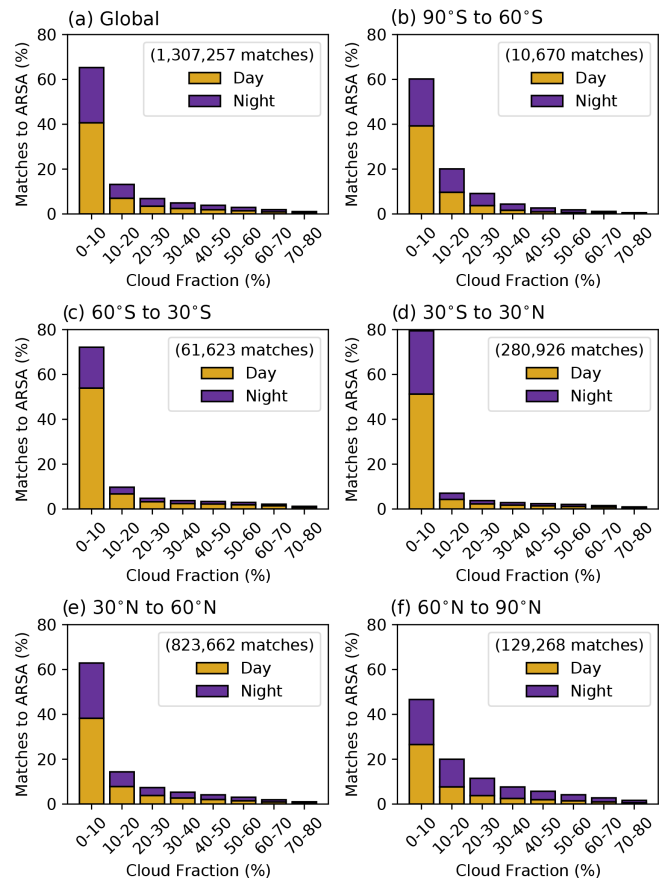 (a) Global
Matches to ARSA (%)
80
60
40
20
0
(1,307,257 matches)
Day
Night
0-10
10-20
20-30
30-40
40-50
50-60
60-70
70-80
Cloud Fraction (%)
(b) 90°S to 60°S
Matches to ARSA (%)
80
60
40
20
0
(10,670 matches)
Day
Night
0-10
10-20
20-30
30-40
40-50
50-60
60-70
70-80
Cloud Fraction (%)
(c) 60°S to 30°S
Matches to ARSA (%)
80
60
40
20
0
(61,623 matches)
Day
Night
0-10
10-20
20-30
30-40
40-50
50-60
60-70
70-80
Cloud Fraction (%)
(d) 30°S to 30°N
Matches to ARSA (%)
80
60
40
20
0
(280,926 matches)
Day
Night
0-10
10-20
20-30
30-40
40-50
50-60
60-70
70-80
Cloud Fraction (%)
(e) 30°N to 60°N
Matches to ARSA (%)
80
60
40
20
0
(823,662 matches)
Day
Night
0-10
10-20
20-30
30-40
40-50
50-60
60-70
70-80
Cloud Fraction (%)
(f) 60°N to 90°N
Matches to ARSA (%)
80
60
40
20
0
(129,268 matches)
Day
Night
0-10
10-20
20-30
30-40
40-50
50-60
60-70
70-80
Cloud Fraction (%)